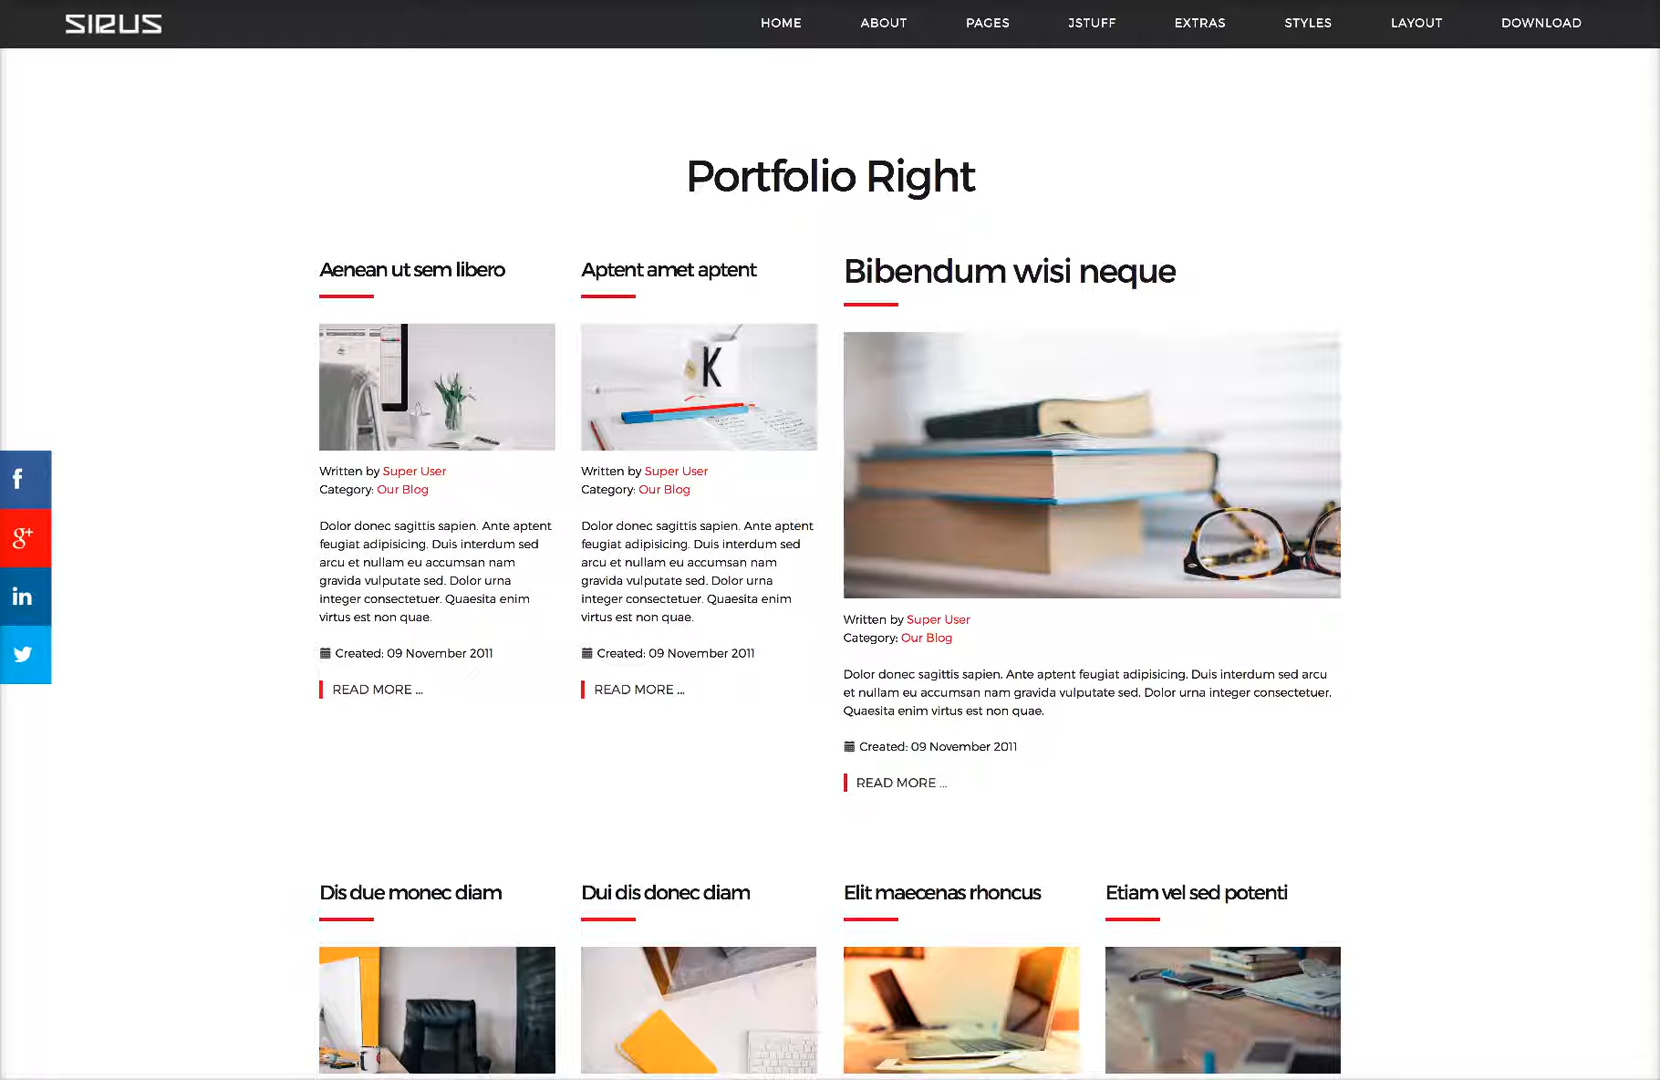 SIRUS
HOME ABOUT PAGES JSTUFF EXTRAS STYLES LAYOUT DOWNLOAD
Portfolio Right
Aenean ut sem libero
K
Written by Super User
Category: Our Blog
Dolor donec sagittis sapien. Ante aptent
feugiat adipisicing. Duis interdum sed
arcu et nullam eu accumsan nam
gravida vulputate sed. Dolor urna
integer consectetuer. Quaesita enim
virtus est non quae.
Created: 09 November 2011
READ MORE ...
Aptent amet aptent
Written by Super User
Category: Our Blog
Dolor donec sagittis sapien. Ante aptent
feugiat adipisicing. Duis interdum sed
arcu et nullam eu accumsan nam
gravida vulputate sed. Dolor urna
integer consectetuer. Quaesita enim
virtus est non quae.
Created: 09 November 2011
READ MORE ...
Bibendum wisi neque
Written by Super User
Category: Our Blog
Dolor donec sagittis sapien. Ante aptent feugiat adipisicing. Duis interdum sed arcu
et nullam eu accumsan nam gravida vulputate sed. Dolor urna integer consectetuer.
Quaesita enim virtus est non quae.
Created: 09 November 2011
READ MORE ...
f
g+
in
Dis due monec diam
Dui dis donec diam
Elit maecenas rhoncus
Etiam vel sed potenti